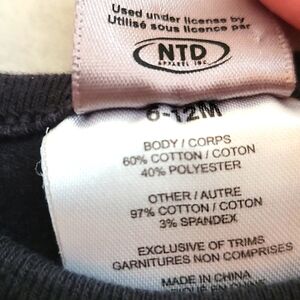 Used under license by
Utilisé sous licence par
NTD
APPAREL INC.
6-12M
BODY / CORPS
60% COTTON / COTON
40% POLYESTER
OTHER / AUTRE
97% COTTON / COTON
3% SPANDEX
EXCLUSIVE OF TRIMS
GARNITURES NON COMPRISES
MADE IN CHINA